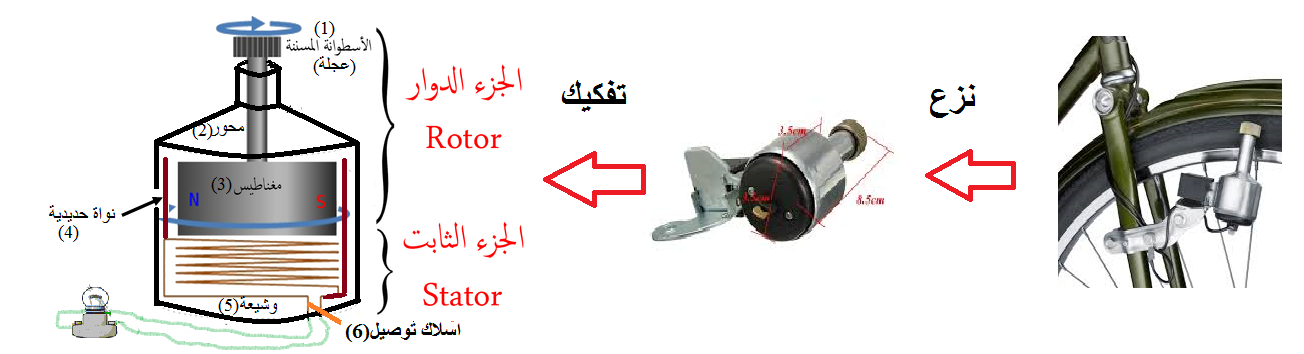 نزع
تفكيك
3.5cm
8.5cm
(1)
الأسطوانة المسننة
(عجلة)
الجزء الدوار
Rotor
محور(2)
مغناطيس(3)
N
S
نواة حديدية
(4)
الجزء الثابت
Stator
وشيعة(5)
اسلاك توصيل(6)